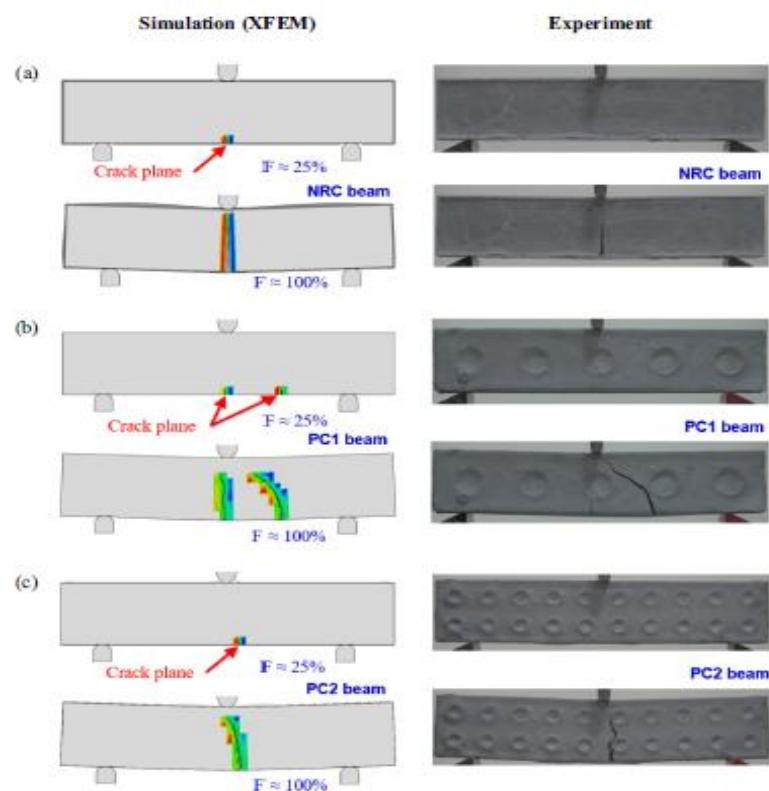 Simulation (XFEM)
Experiment
(a)
Crack plane
F ≈ 25%
NRC beam
NRC beam
F ≈ 100%
(b)
Crack plane
F ≈ 25%
PC1 beam
PC1 beam
F ≈ 100%
(c)
Crack plane
F ≈ 25%
PC2 beam
PC2 beam
F ≈ 100%